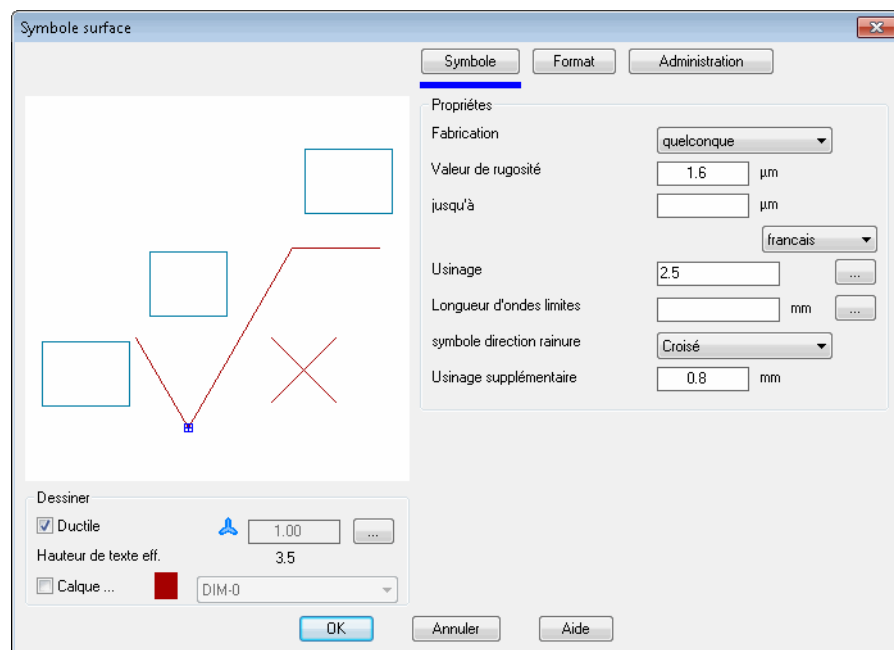 Symbole surface
Symbole Format Administration
Propriétes
Fabrication quelconque
Valeur de rugosité 1.6 µm
jusqu'à µm
francais
Usinage 2.5 ...
Longueur d'ondes limites mm ...
symbole direction rainure Croisé
Usinage supplémentaire 0.8 mm
Dessiner
Ductile 1.00 ...
Hauteur de texte eff. 3.5
Calque ... DIM-0
OK Annuler Aide